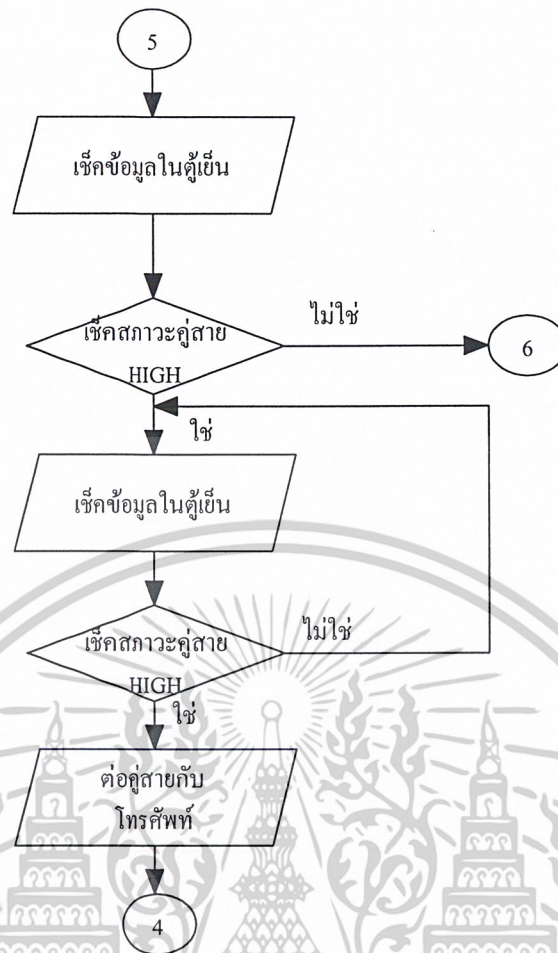 5
เช็คข้อมูลในตู้เย็น
เช็คสภาวะคู่สาย
HIGH
ไม่ใช่
6
ใช่
เช็คข้อมูลในตู้เย็น
เช็คสภาวะคู่สาย
HIGH
ไม่ใช่
ใช่
ต่อคู่สายกับ
โทรศัพท์
4